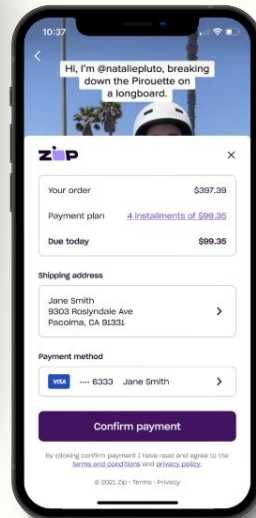 10:37
Hi, I'm @nataliepluto, breaking
down the Pirouette on
a longboard.
zip
Your order $397.39
Payment plan 4 installments of $99.35
Due today $99.35
Shipping address
Jane Smith
9303 Roslyndale Ave
Pacoima, CA 91331
Payment method
VISA ···· 6333 Jane Smith
Confirm payment
By clicking confirm payment I have read and agree to the
terms and conditions and privacy policy.
© 2021 Zip · Terms · Privacy